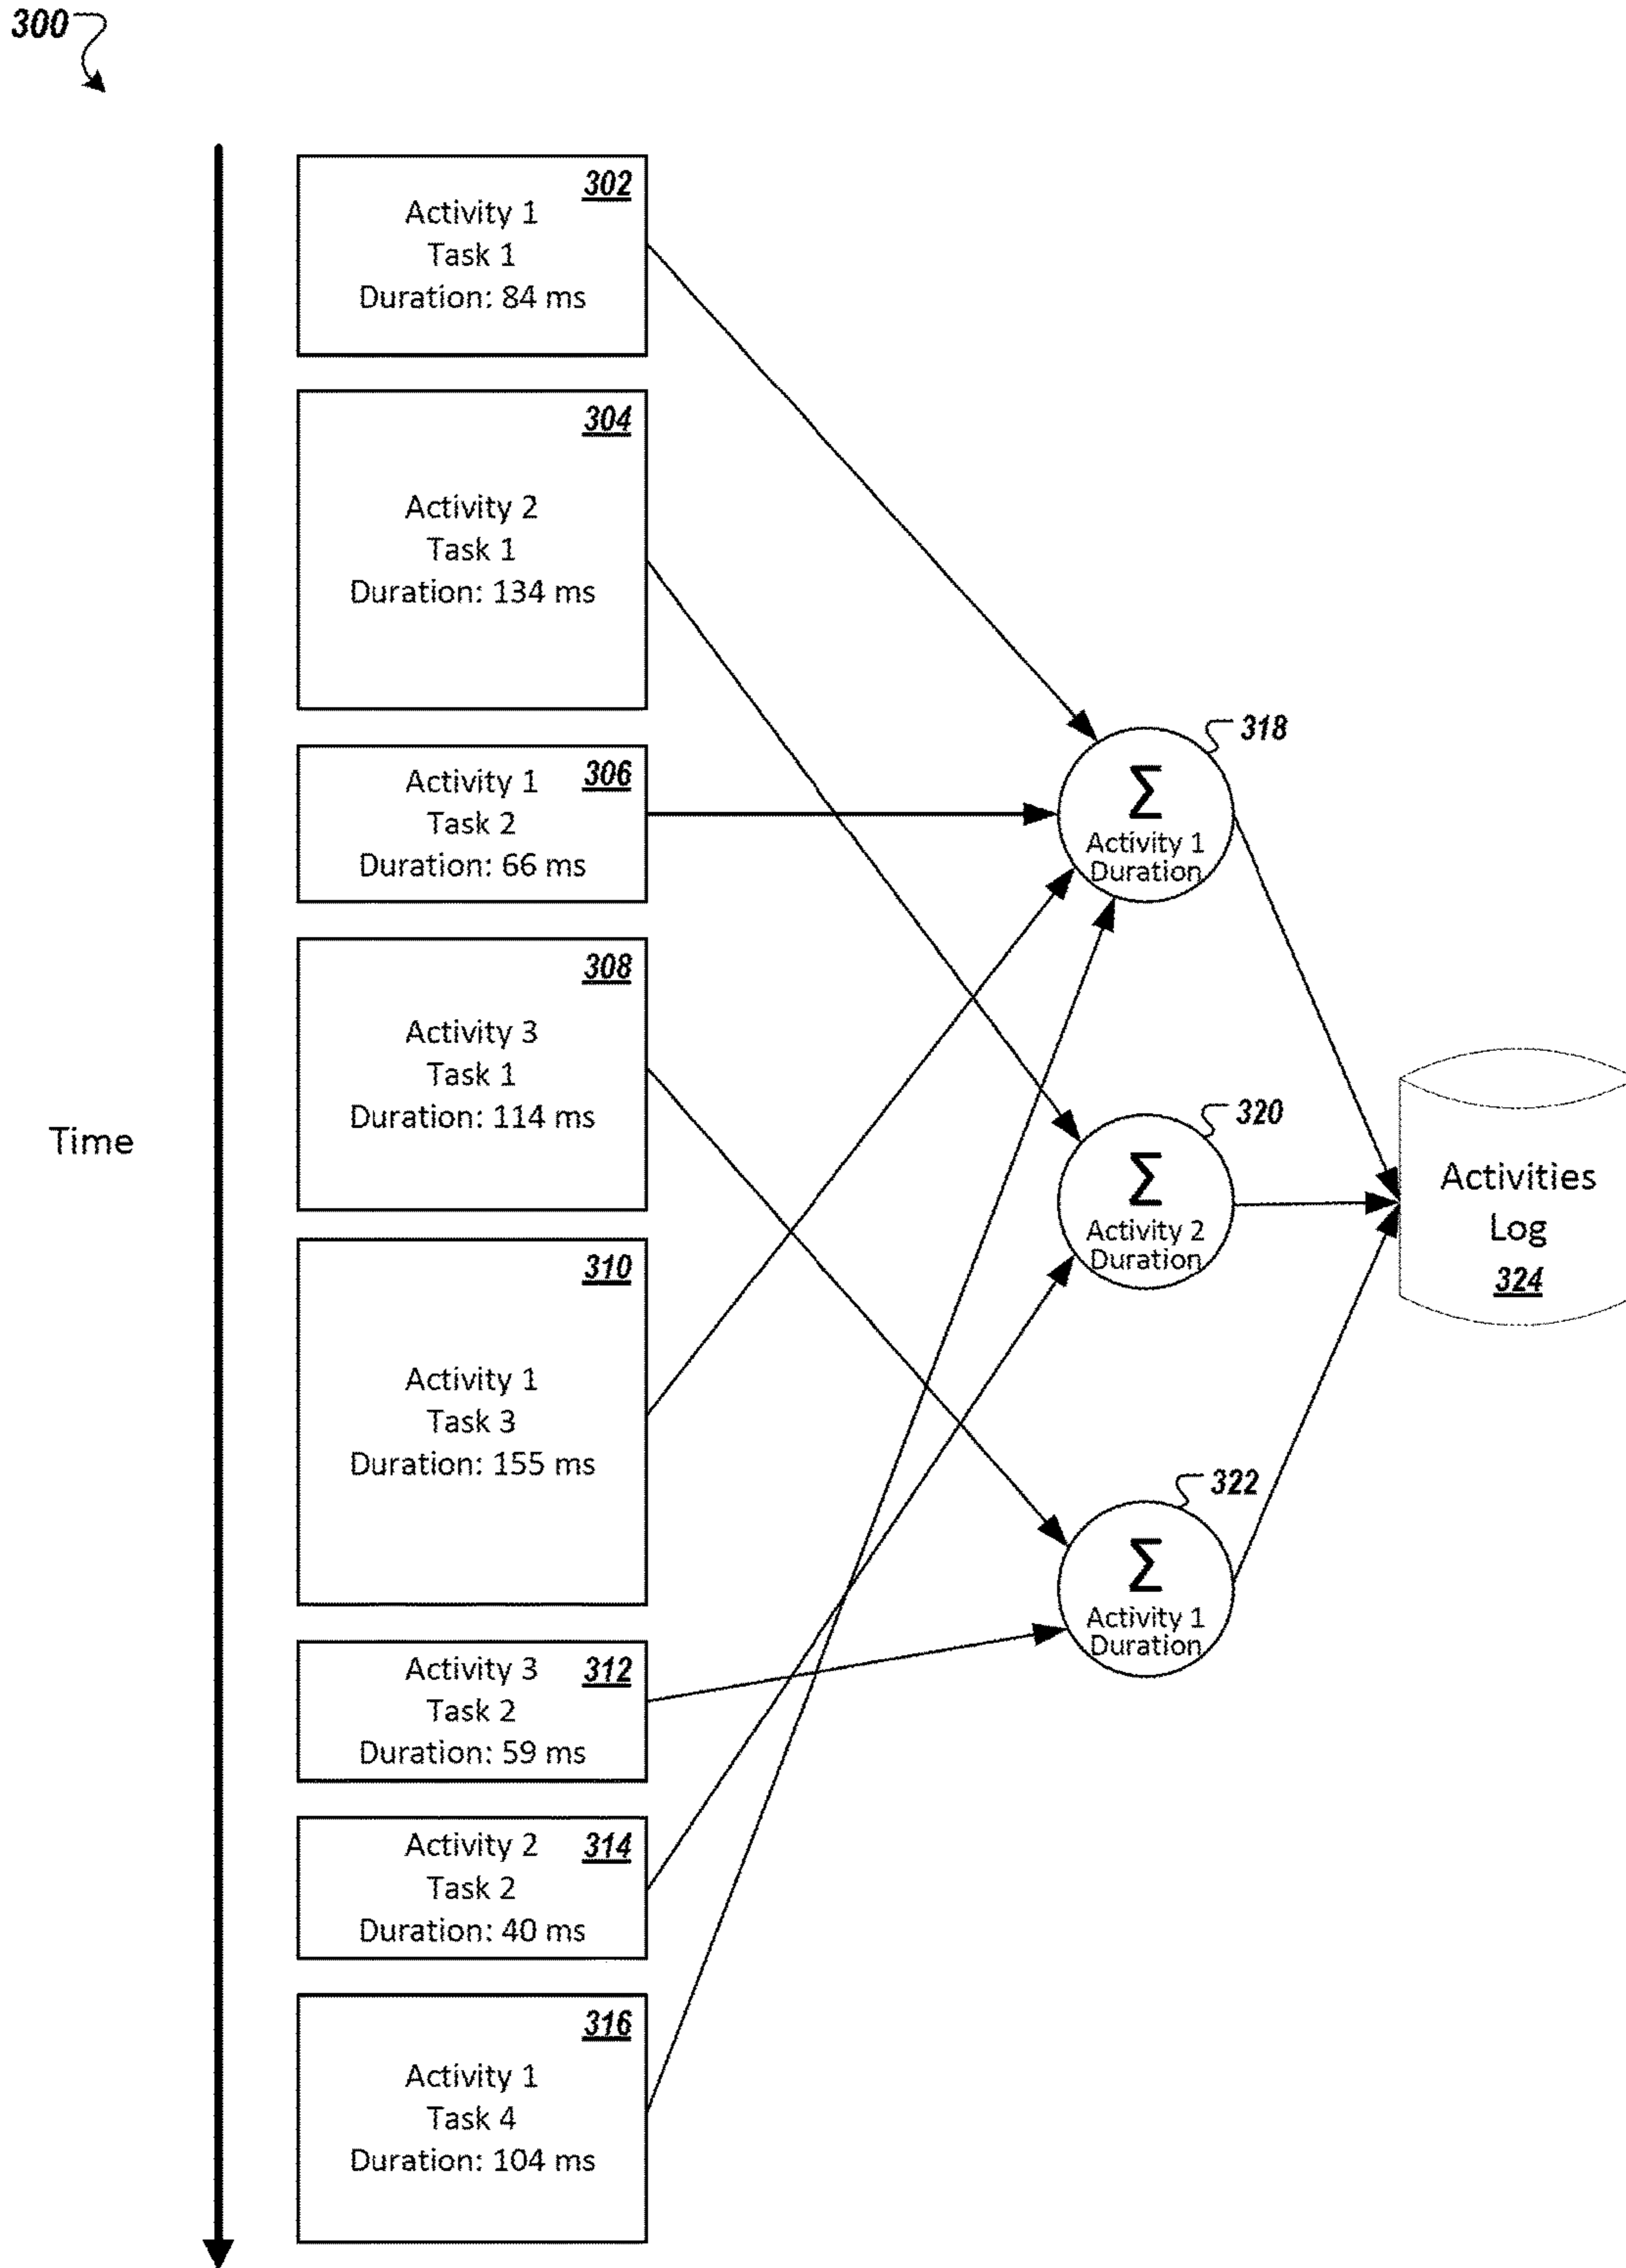 300
302
Activity 1
Task 1
Duration: 84 ms
304
Activity 2
Task 1
Duration: 134 ms
306
Activity 1
Task 2
Duration: 66 ms
308
Activity 3
Task 1
Duration: 114 ms
310
Activity 1
Task 3
Duration: 155 ms
312
Activity 3
Task 2
Duration: 59 ms
314
Activity 2
Task 2
Duration: 40 ms
316
Activity 1
Task 4
Duration: 104 ms
Time
318
Σ
Activity 1
Duration
320
Σ
Activity 2
Duration
322
Σ
Activity 1
Duration
Activities
Log
324